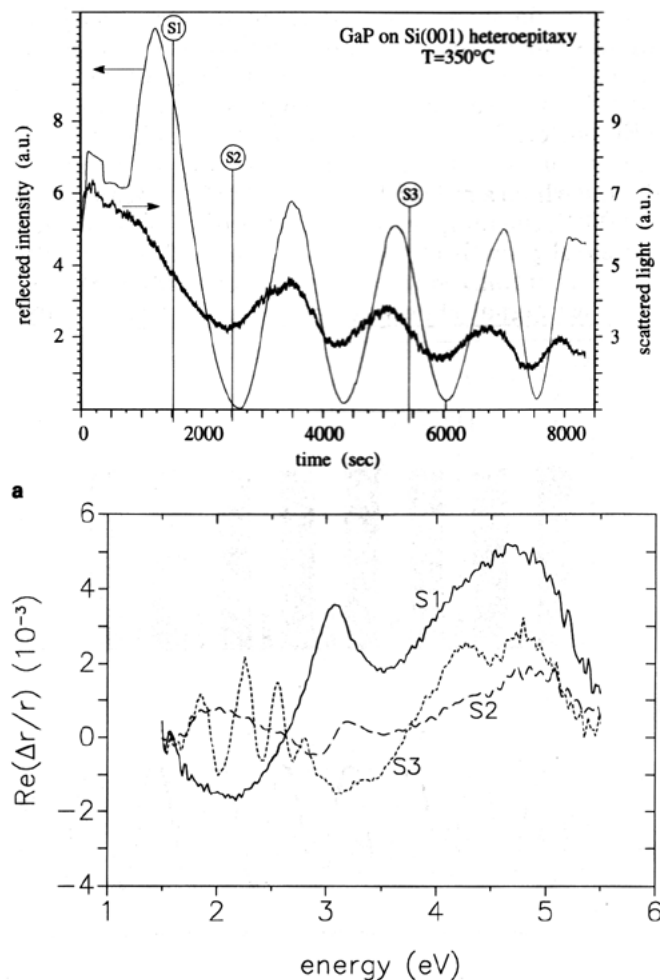 GaP on Si(001) heteroepitaxy
T=350°C
S1
S2
S3
reflected intensity (a.u.)
8
6
4
2
scattered light (a.u.)
9
7
5
3
0
2000
4000
6000
8000
time (sec)
a
Re(Δr/r) (10⁻³)
6
4
2
0
−2
−4
S1
S2
S3
1
2
3
4
5
6
energy (eV)